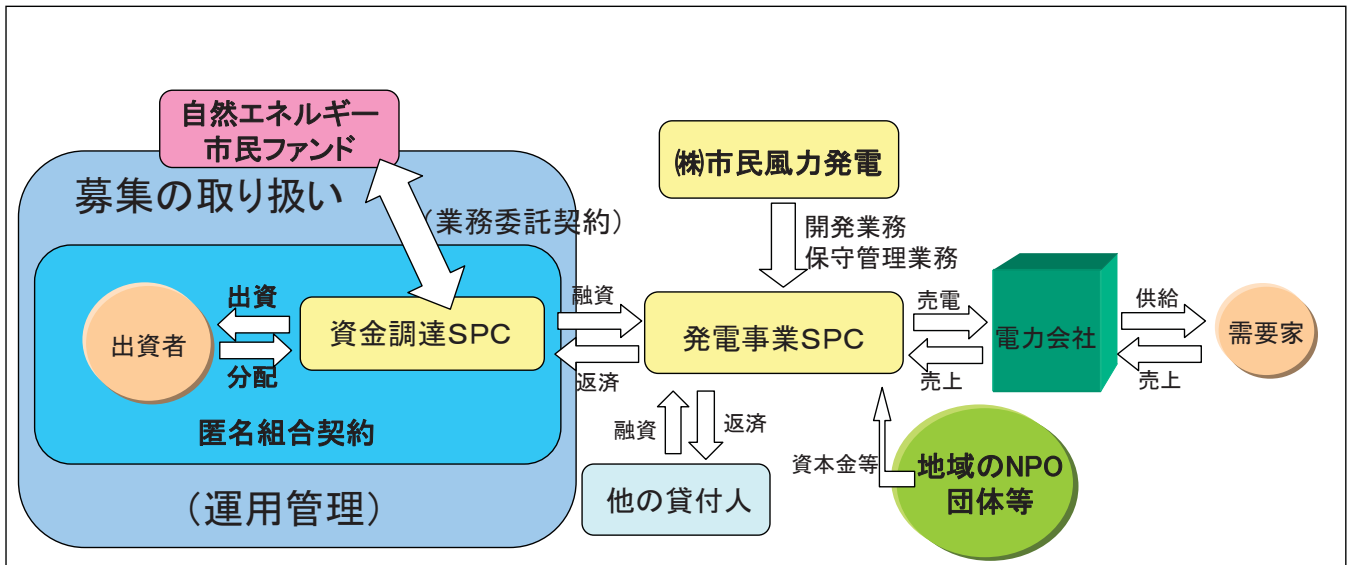 自然エネルギー
市民ファンド
募集の取り扱い
(業務委託契約)
㈱市民風力発電
開発業務
保守管理業務
出資者
出資
分配
資金調達SPC
匿名組合契約
(運用管理)
融資
返済
発電事業SPC
売電
売上
電力会社
供給
売上
需要家
融資
返済
他の貸付人
資本金等
地域のNPO
団体等